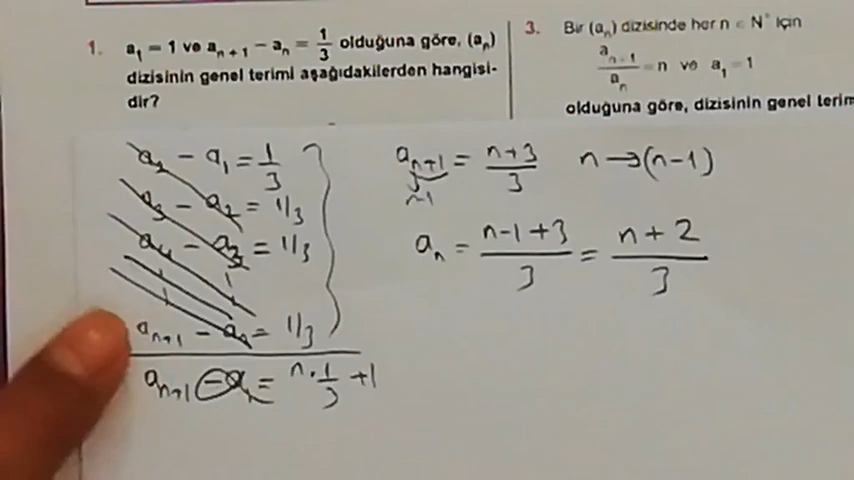 1. a₁ = 1 ve aₙ₊₁ − aₙ = 1/3 olduğuna göre, (aₙ)
dizisinin genel terimi aşağıdakilerden hangisi-
dir?
3. Bir (aₙ) dizisinde her n ∈ N⁺ için
aₙ₊₁/aₙ = n ve a₁ = 1
olduğuna göre, dizisinin genel terim
a₂ − a₁ = 1/3
a₃ − a₂ = 1/3
a₄ − a₃ = 1/3
aₙ₊₁ − aₙ = 1/3
aₙ₊₁ − a₁ = n · 1/3 + 1
aₙ₊₁ = n+3/3 n → (n−1)
n−1
aₙ = n−1+3/3 = n+2/3